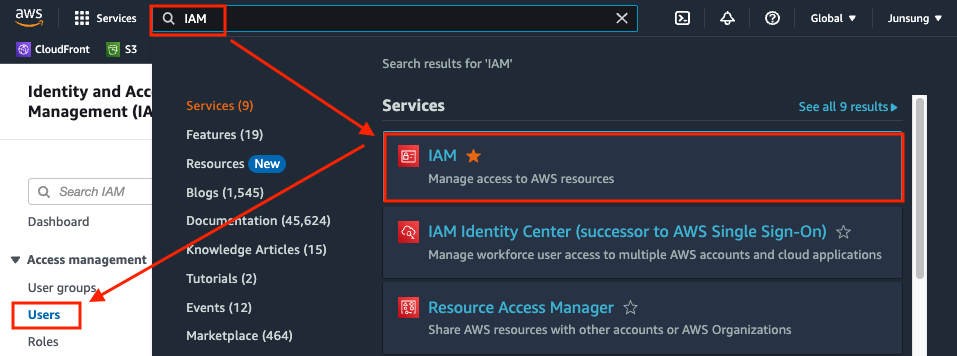 aws
Services
IAM
Global
Junsung
CloudFront
S3
Identity and Acc
Management (IA
Search IAM
Dashboard
Access management
User groups
Users
Roles
Search results for 'IAM'
Services (9)
Features (19)
Resources New
Blogs (1,545)
Documentation (45,624)
Knowledge Articles (15)
Tutorials (2)
Events (12)
Marketplace (464)
Services
See all 9 results
IAM
Manage access to AWS resources
IAM Identity Center (successor to AWS Single Sign-On)
Manage workforce user access to multiple AWS accounts and cloud applications
Resource Access Manager
Share AWS resources with other accounts or AWS Organizations